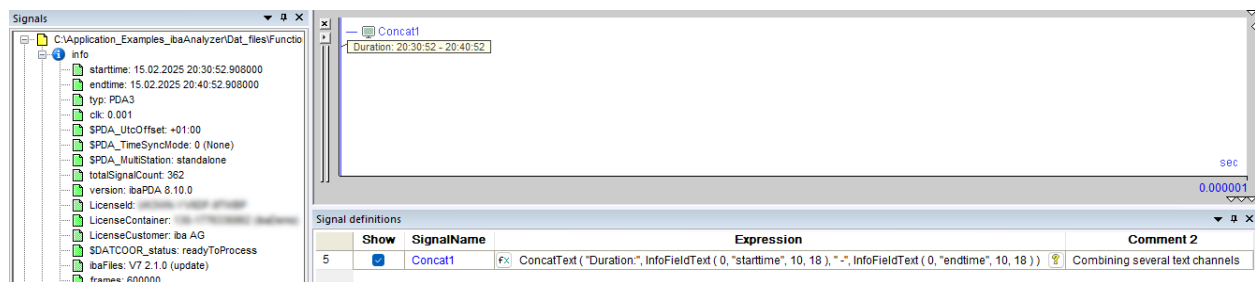 Signals
C:\Application_Examples_ibaAnalyzer\Dat_files\Functio
info
starttime: 15.02.2025 20:30:52.908000
endtime: 15.02.2025 20:40:52.908000
typ: PDA3
clk: 0.001
$PDA_UtcOffset: +01:00
$PDA_TimeSyncMode: 0 (None)
$PDA_MultiStation: standalone
totalSignalCount: 362
version: ibaPDA 8.10.0
LicenseId:
LicenseContainer:
LicenseCustomer: iba AG
$DATCOOR_status: readyToProcess
ibaFiles: V7 2.1.0 (update)
frames: 600000
Concat1
Duration: 20:30:52 - 20:40:52
sec
0.000001
Signal definitions
Show SignalName Expression Comment 2
5 Concat1 fx ConcatText ( "Duration:", InfoFieldText ( 0, "starttime", 10, 18 ), " -", InfoFieldText ( 0, "endtime", 10, 18 ) ) ? Combining several text channels